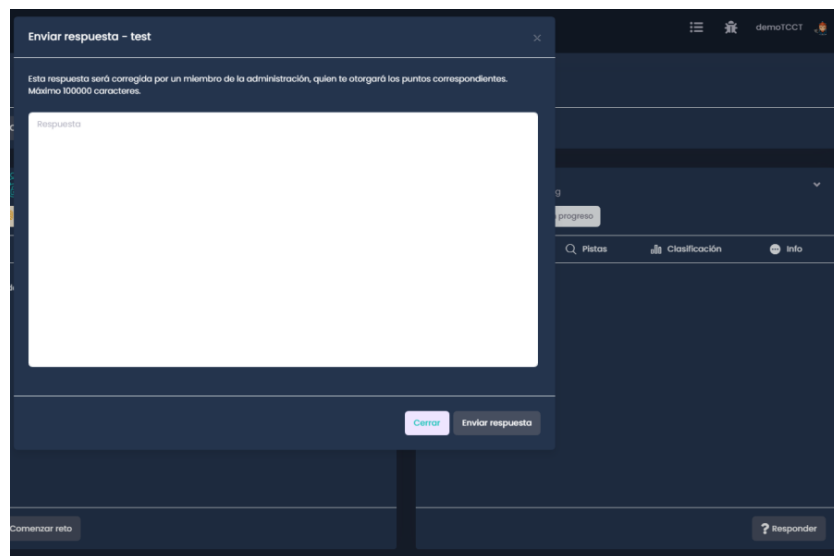 Enviar respuesta - test
×
demoTCCT
Esta respuesta será corregida por un miembro de la administración, quien te otorgará los puntos correspondientes.
Máximo 100000 caracteres.
Respuesta
progreso
Pistas
Clasificación
Info
Cerrar
Enviar respuesta
Comenzar reto
? Responder